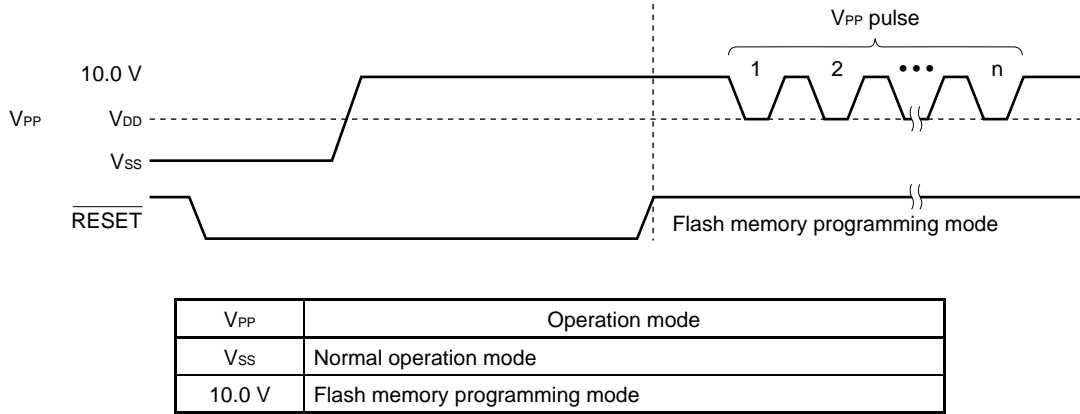 VPP pulse
10.0 V
1 2 ••• n
VPP VDD
VSS
RESET
Flash memory programming mode
VPP Operation mode
VSS Normal operation mode
10.0 V Flash memory programming mode